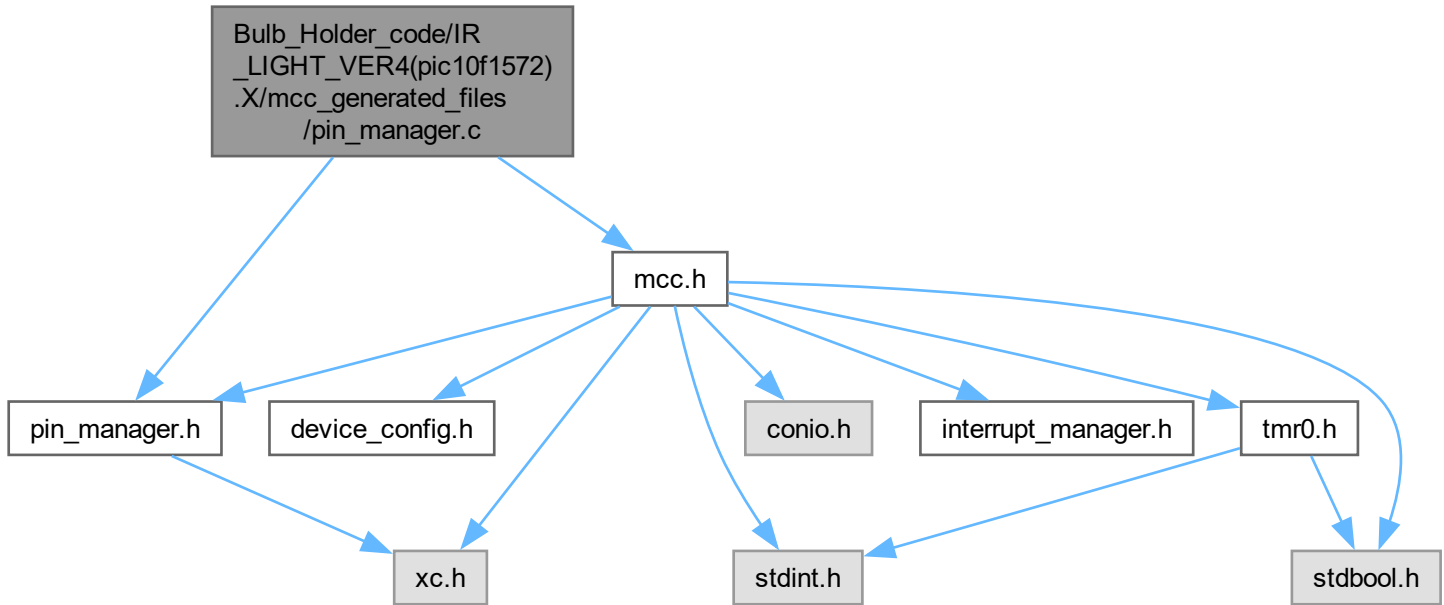 Bulb_Holder_code/IR
_LIGHT_VER4(pic10f1572)
.X/mcc_generated_files
/pin_manager.c
mcc.h
pin_manager.h
device_config.h
conio.h
interrupt_manager.h
tmr0.h
xc.h
stdint.h
stdbool.h